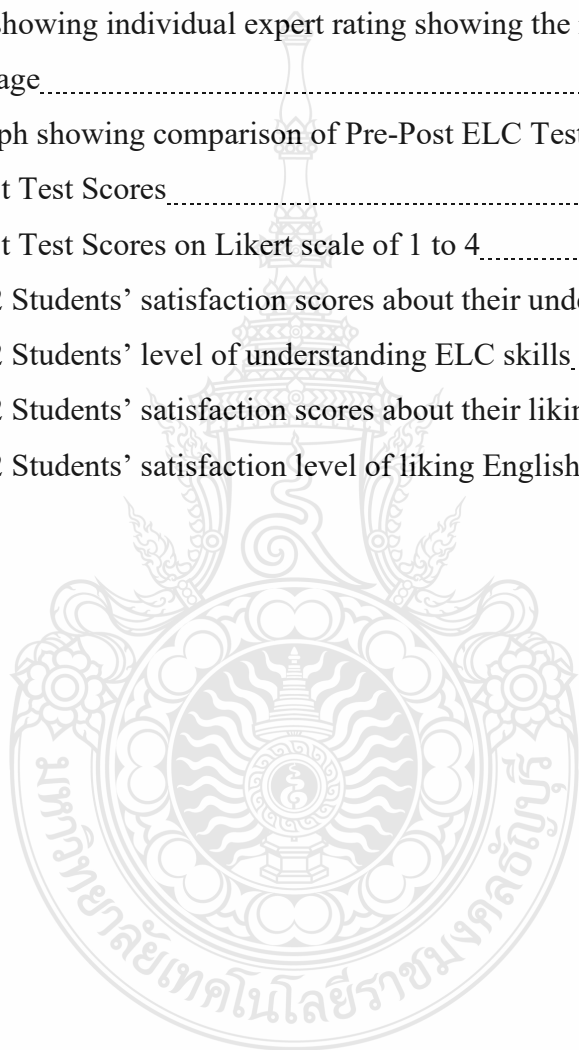 showing individual expert rating showing the
age
ph showing comparison of Pre-Post ELC Test
t Test Scores
t Test Scores on Likert scale of 1 to 4
2 Students’ satisfaction scores about their unde
2 Students’ level of understanding ELC skills
2 Students’ satisfaction scores about their likin
2 Students’ satisfaction level of liking English
มหาวิทยาลัยเทคโนโลยีราชมงคลธัญบุรี